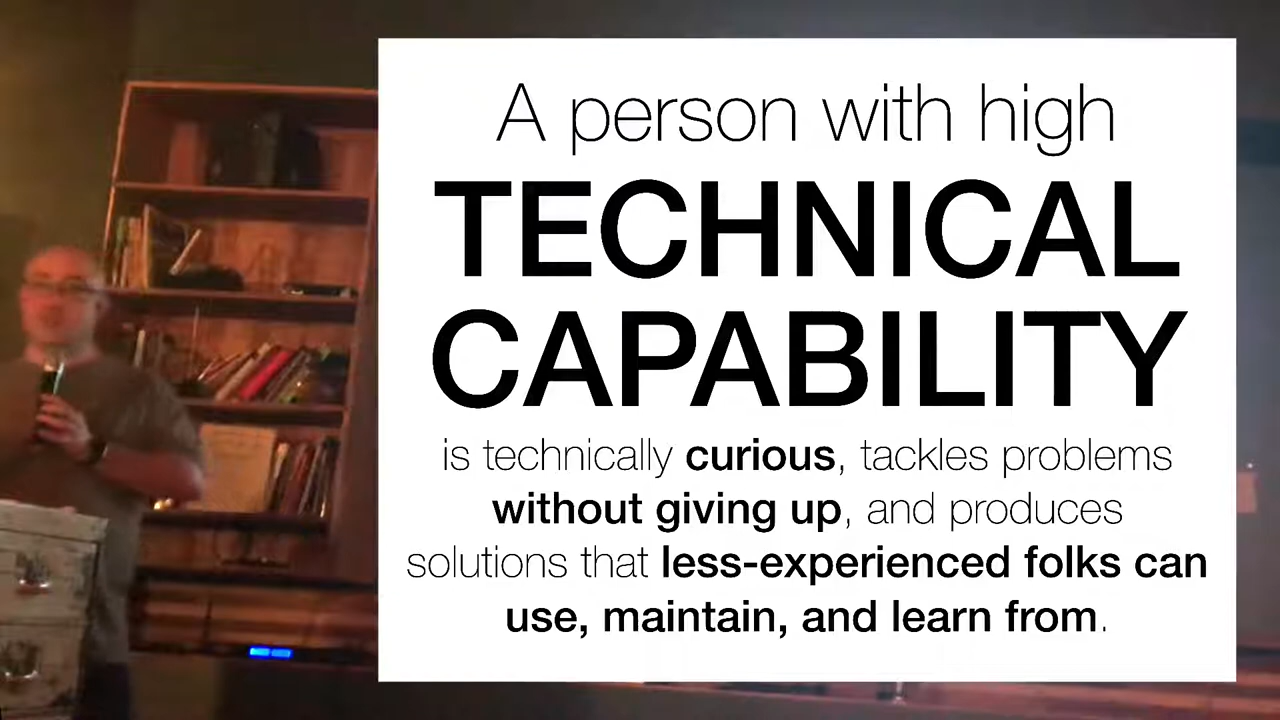 A person with high
TECHNICAL
CAPABILITY
is technically curious, tackles problems
without giving up, and produces
solutions that less-experienced folks can
use, maintain, and learn from.